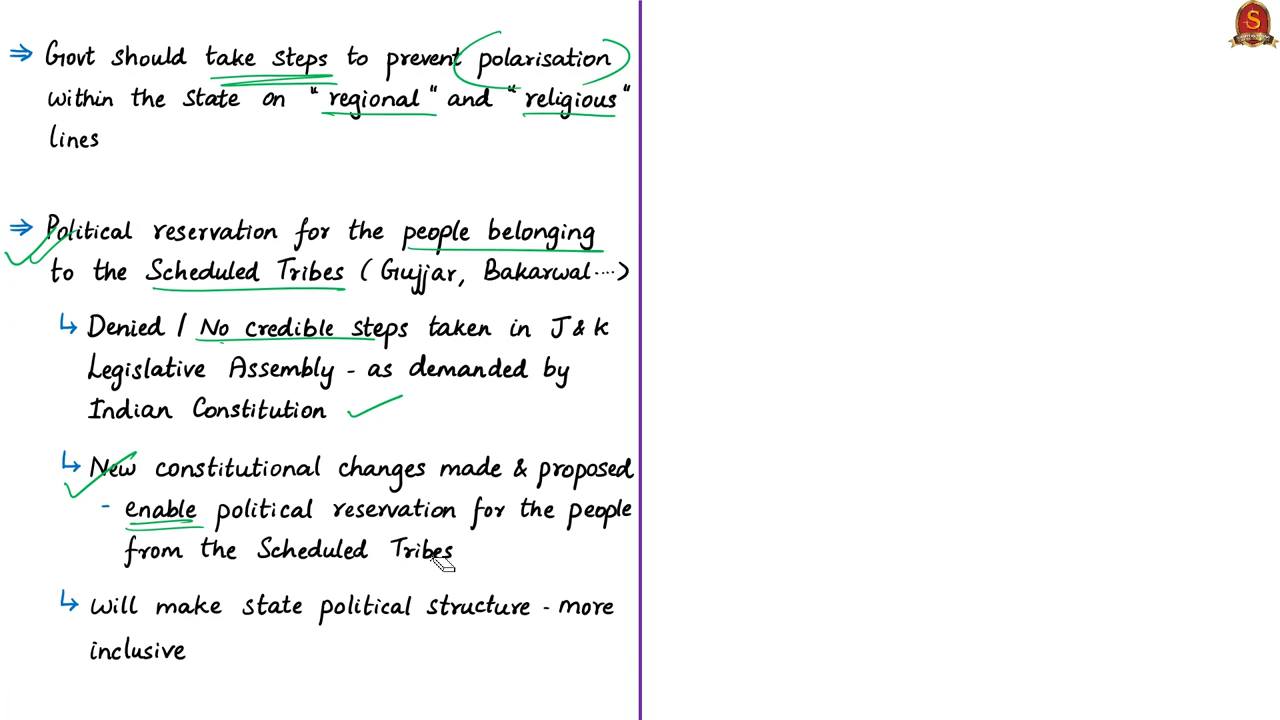 ⇒ Govt should take steps to prevent polarisation
within the state on "regional" and "religious"
lines
⇒ Political reservation for the people belonging
to the Scheduled Tribes (Gujjar, Bakarwal....)
↳ Denied / No credible steps taken in J & K
Legislative Assembly - as demanded by
Indian Constitution
↳ New constitutional changes made & proposed
- enable political reservation for the people
from the Scheduled Tribes
↳ will make state political structure - more
inclusive
S